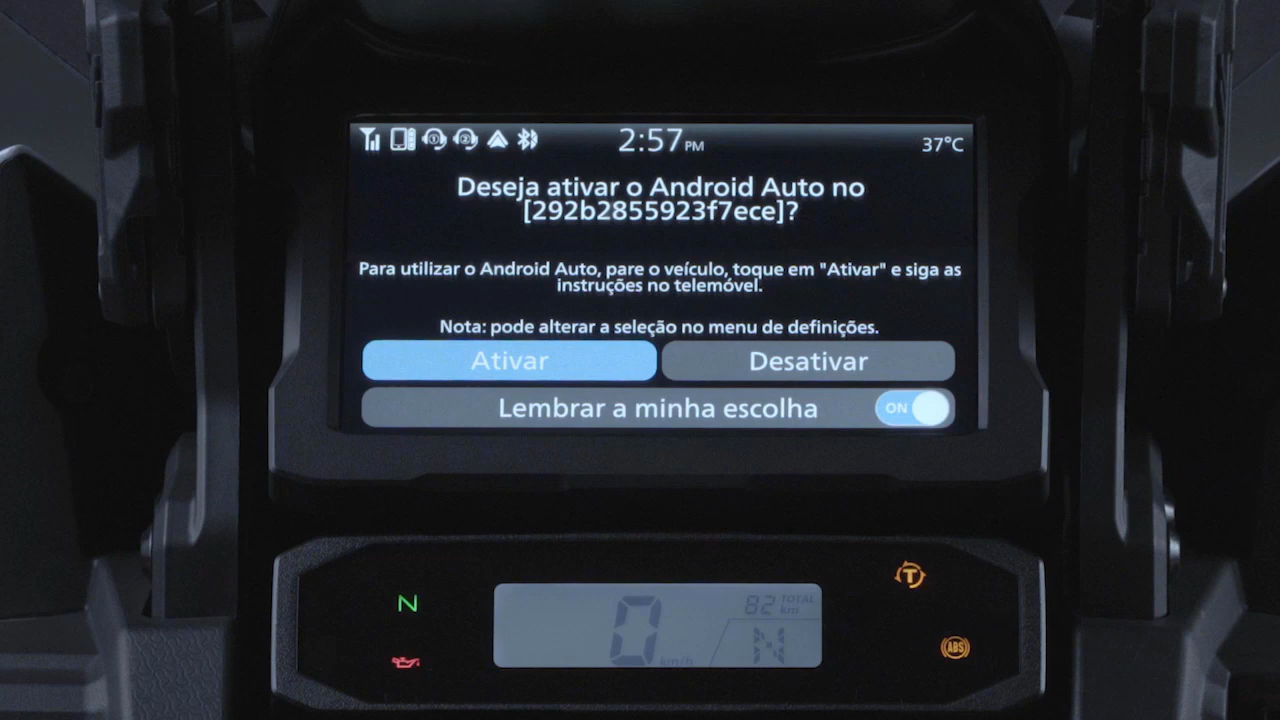 2:57 PM
37°C
Deseja ativar o Android Auto no
[292b2855923f7ece]?
Para utilizar o Android Auto, pare o veículo, toque em "Ativar" e siga as
instruções no telemóvel.
Nota: pode alterar a seleção no menu de definições.
Ativar
Desativar
Lembrar a minha escolha
ON
N
0 km/h
82 TOTAL km
N
T
ABS